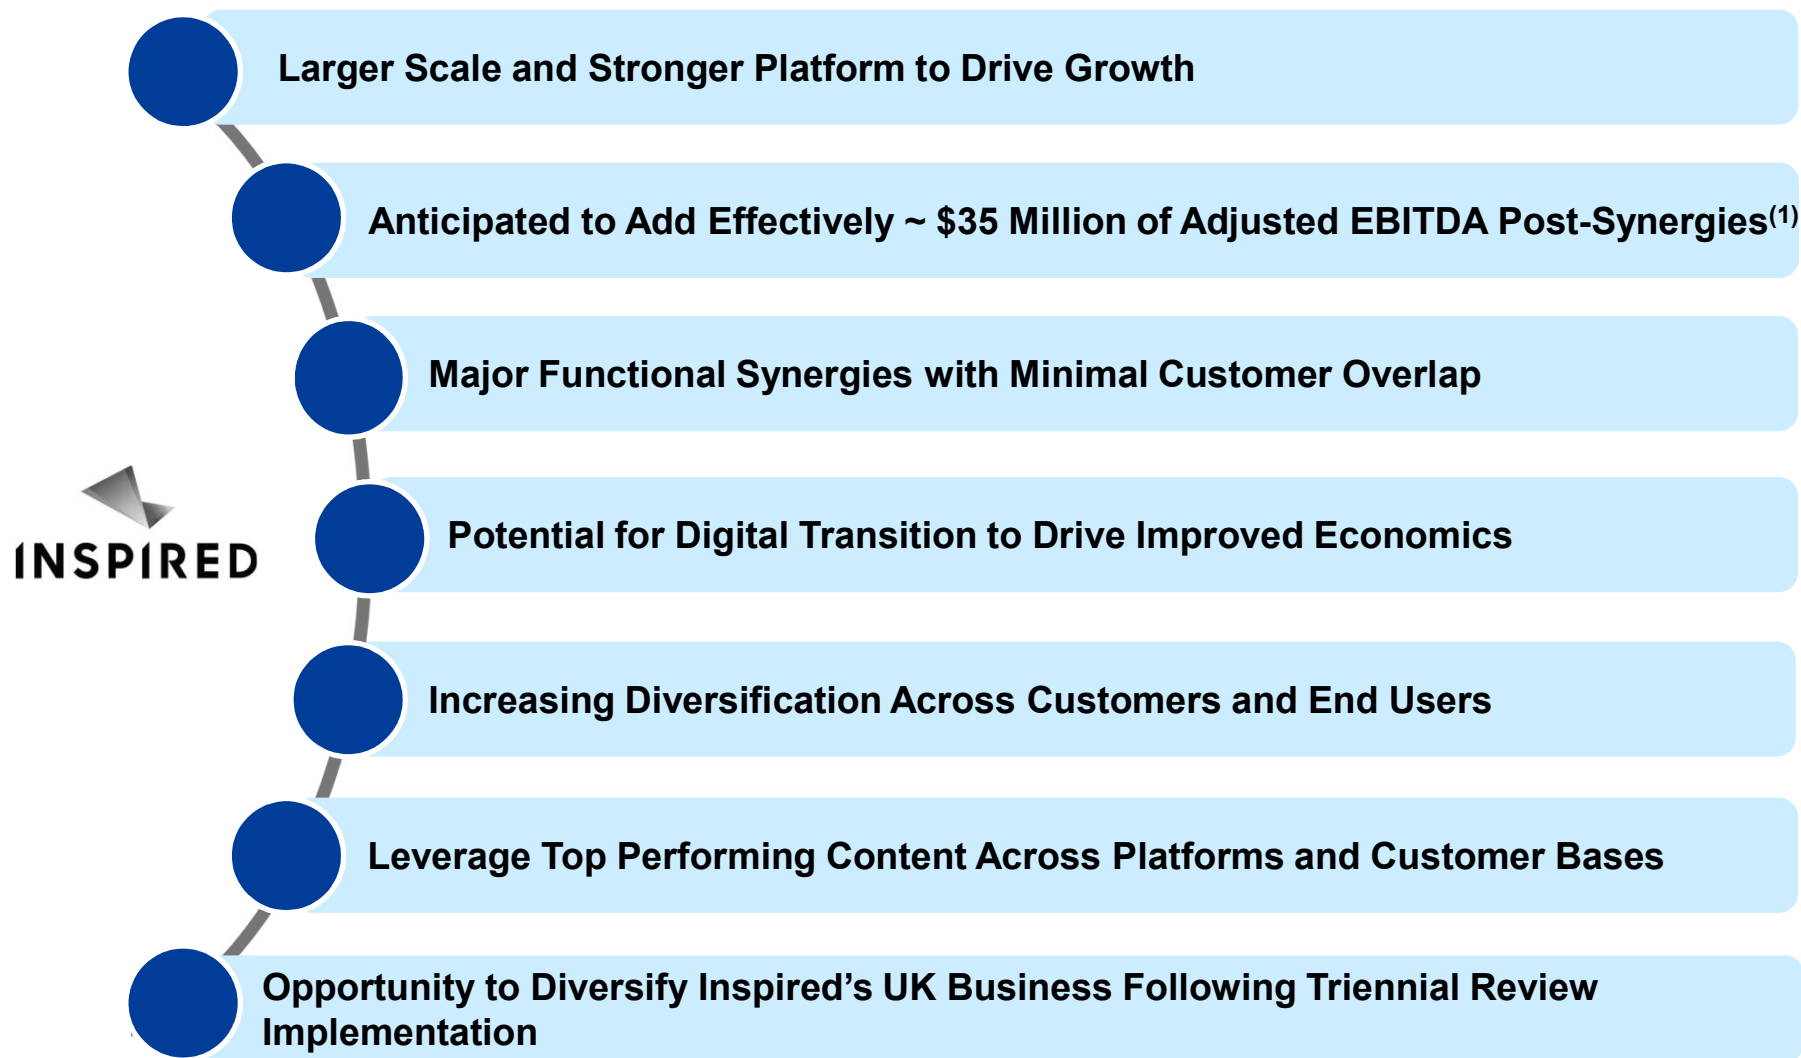 Larger Scale and Stronger Platform to Drive Growth
Anticipated to Add Effectively ~ $35 Million of Adjusted EBITDA Post-Synergies(1)
Major Functional Synergies with Minimal Customer Overlap
INSPIRED
Potential for Digital Transition to Drive Improved Economics
Increasing Diversification Across Customers and End Users
Leverage Top Performing Content Across Platforms and Customer Bases
Opportunity to Diversify Inspired’s UK Business Following Triennial Review
Implementation